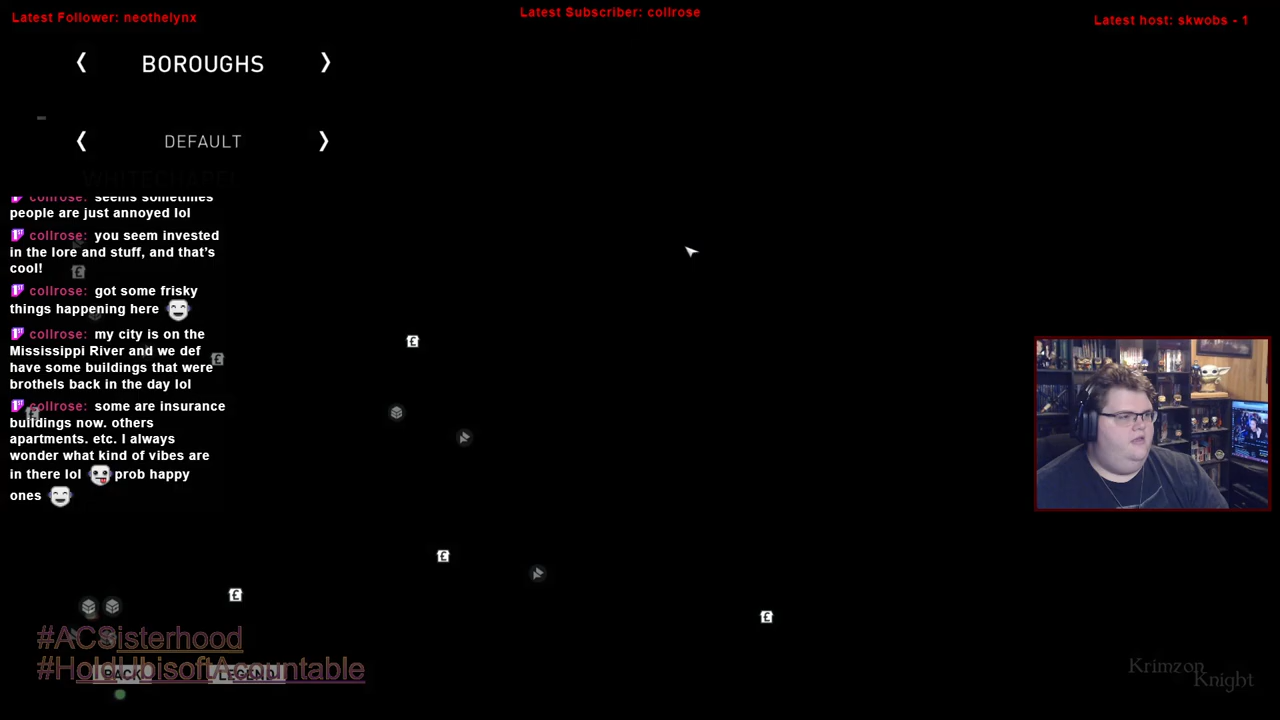 Latest Follower: neothelynx
Latest Subscriber: collrose
Latest host: skwobs - 1
BOROUGHS
DEFAULT
WHITECHAPEL
collrose: seems sometimes
people are just annoyed lol
collrose: you seem invested
in the lore and stuff, and that's
cool!
collrose: got some frisky
things happening here
collrose: my city is on the
Mississippi River and we def
have some buildings that were
brothels back in the day lol
collrose: some are insurance
buildings now. others
apartments. etc. I always
wonder what kind of vibes are
in there lol prob happy
ones
#ACSisterhood
#HoldUbisoftAcountable
BACK
LEGEND
Krimzon
Knight